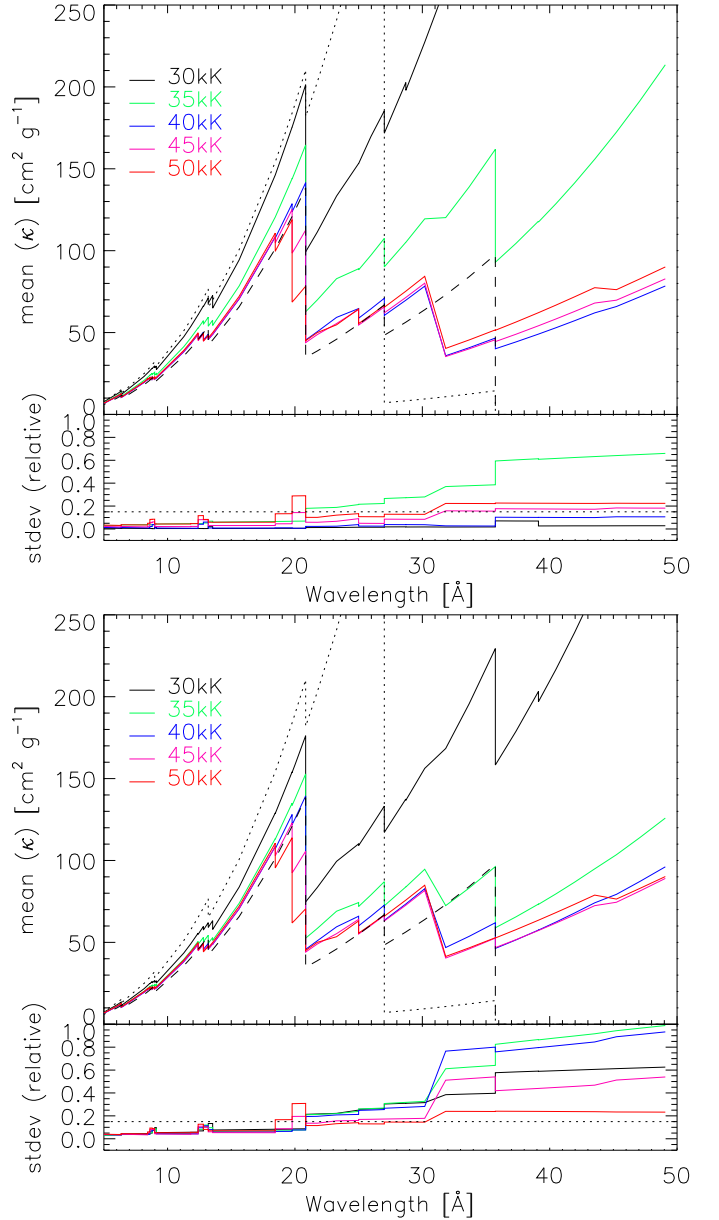 250
200
150
100
50
0
mean (κ) [cm² g⁻¹]
30kK
35kK
40kK
45kK
50kK
1.0
0.8
0.6
0.4
0.2
0.0
stdev (relative)
10 20 30 40 50
Wavelength [Å]
250
200
150
100
50
0
mean (κ) [cm² g⁻¹]
30kK
35kK
40kK
45kK
50kK
1.0
0.8
0.6
0.4
0.2
0.0
stdev (relative)
10 20 30 40 50
Wavelength [Å]